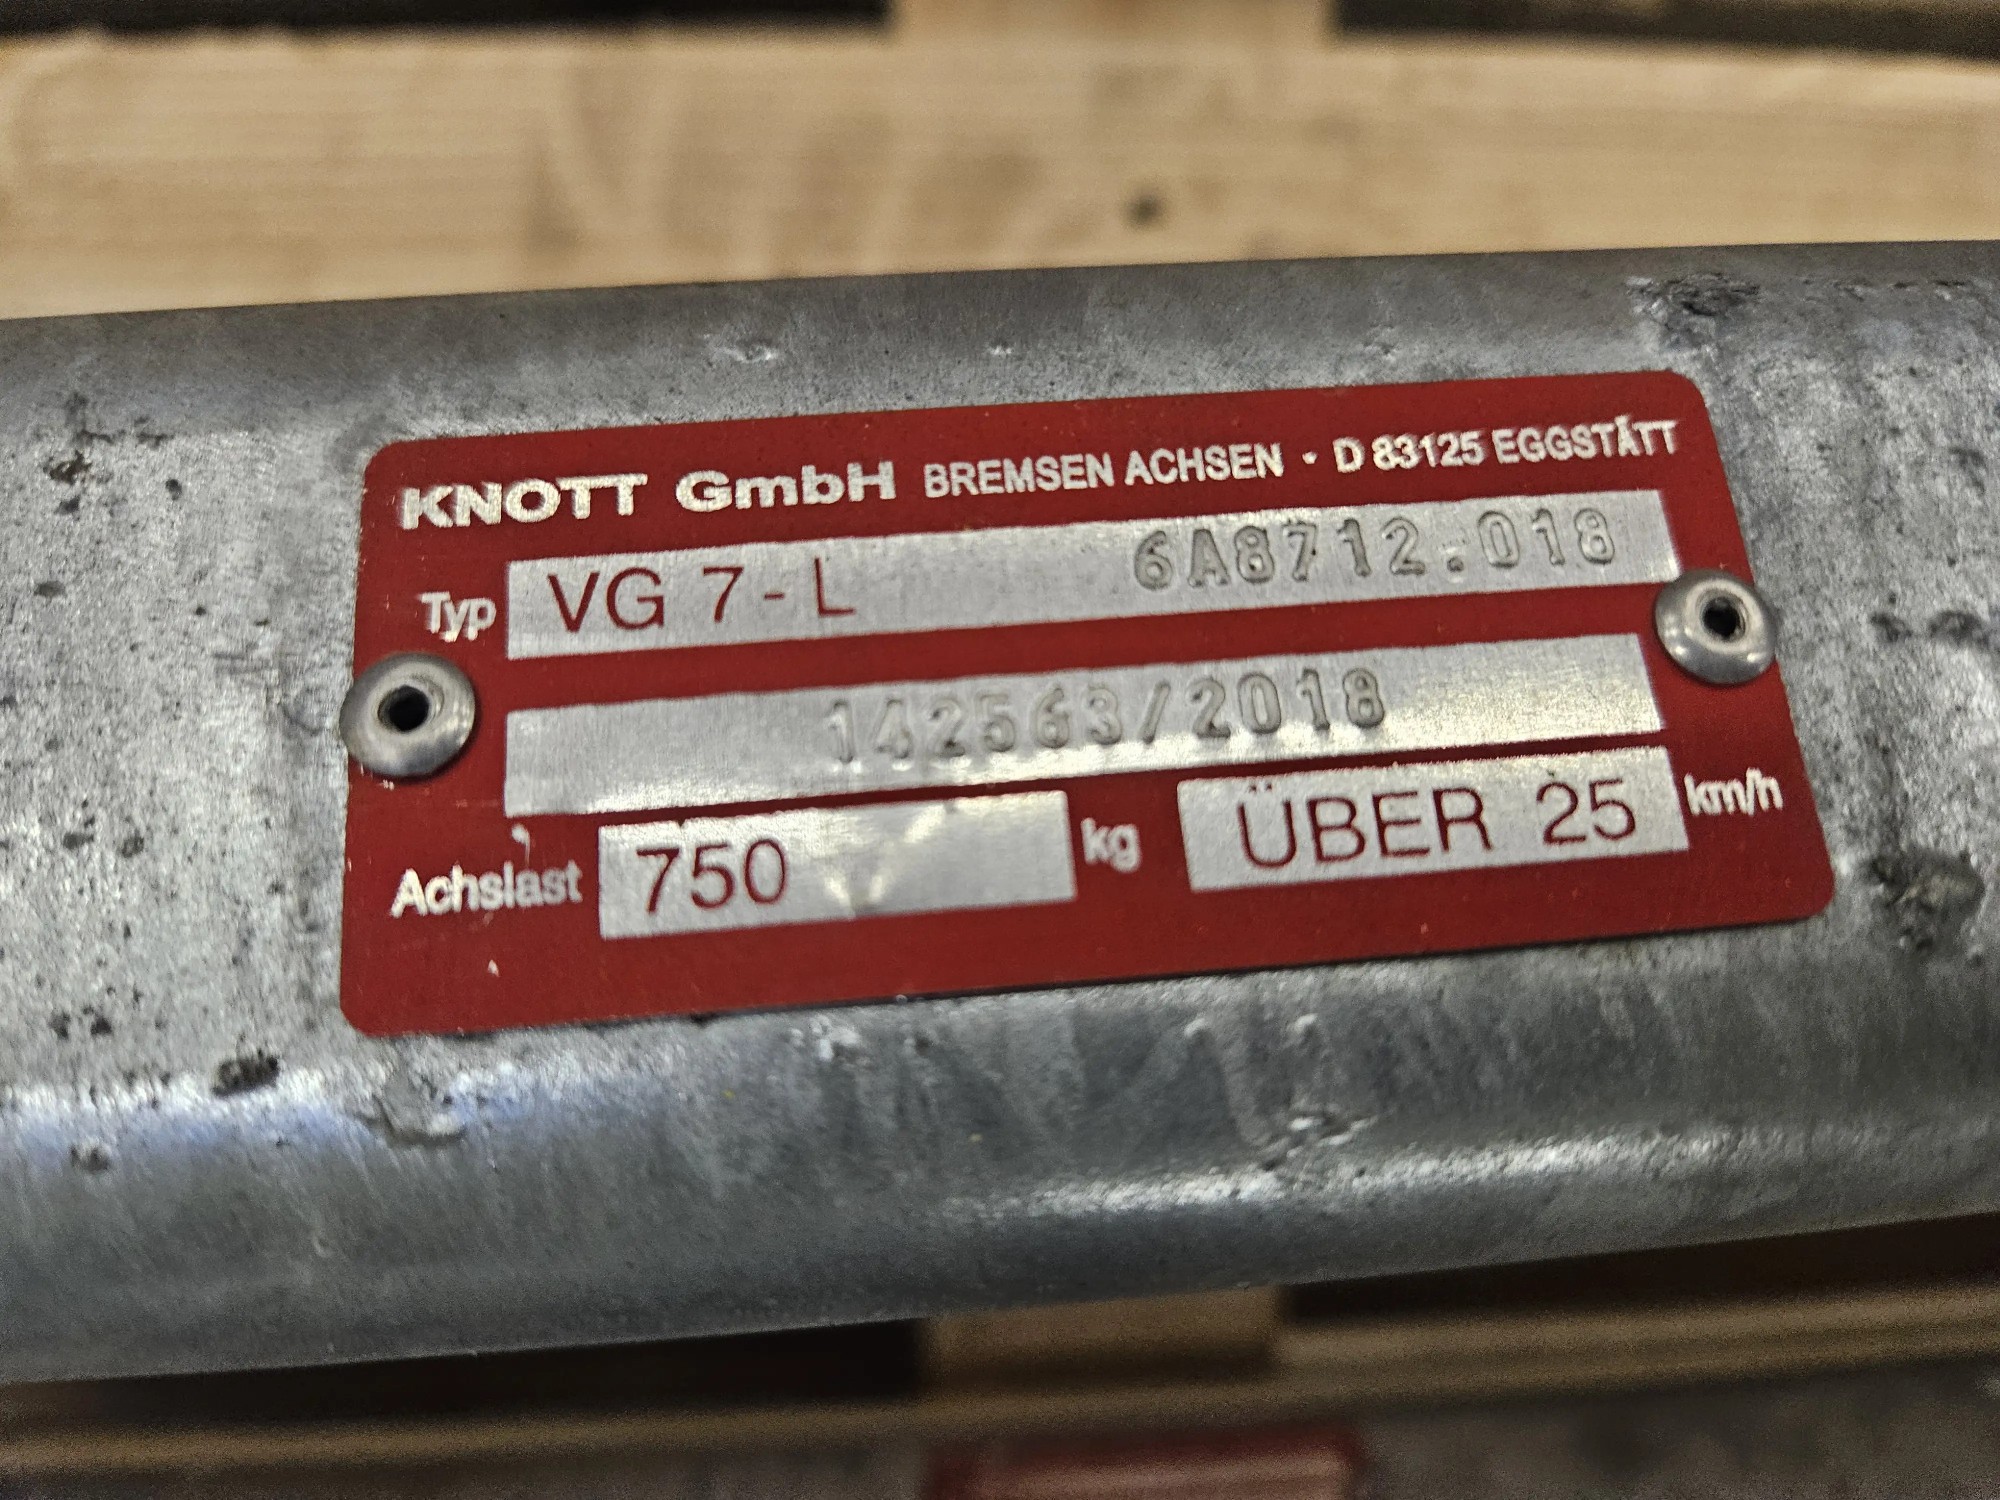 KNOTT GmbH BREMSEN ACHSEN · D 83125 EGGSTÄTT
Typ VG 7 - L 6A8712.018
142563/2018
Achslast 750 kg ÜBER 25 km/h